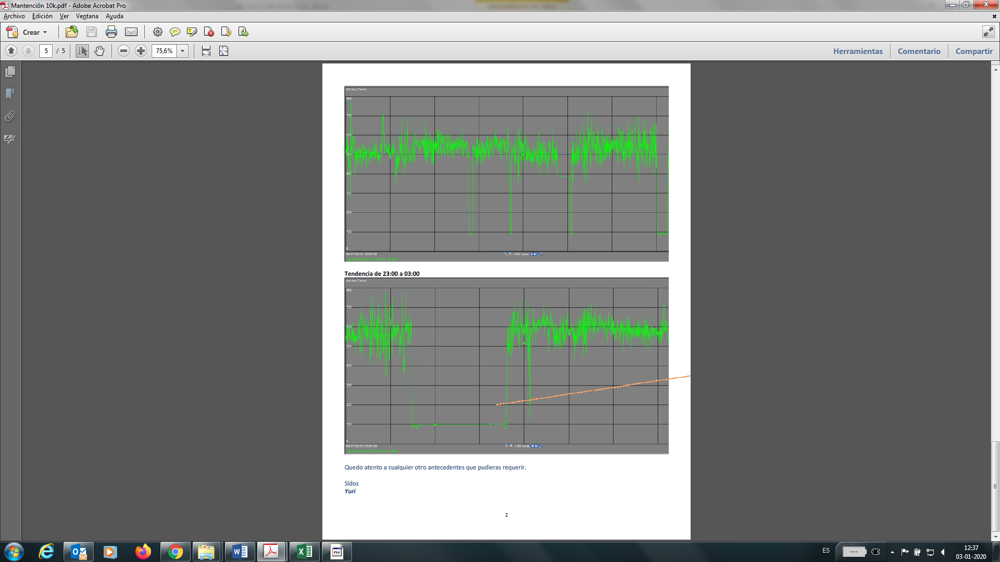 Mantención 10k.pdf - Adobe Acrobat Pro
Archivo Edición Ver Ventana Ayuda
Crear
5 / 5 75,6% Herramientas Comentario Compartir
Ad-Hoc Trend
800
700
600
500
400
300
200
100
0
09-07-2019 19:00:00 4.00 horas
Tendencia de 23:00 a 03:00
Ad-Hoc Trend
800
700
600
500
400
300
200
100
0
09-07-2019 23:00:00 4.00 horas
Quedo atento a cualquier otro antecedentes que pudieras requerir.
Sldos
Yuri
2
ES
12:37
03-01-2020